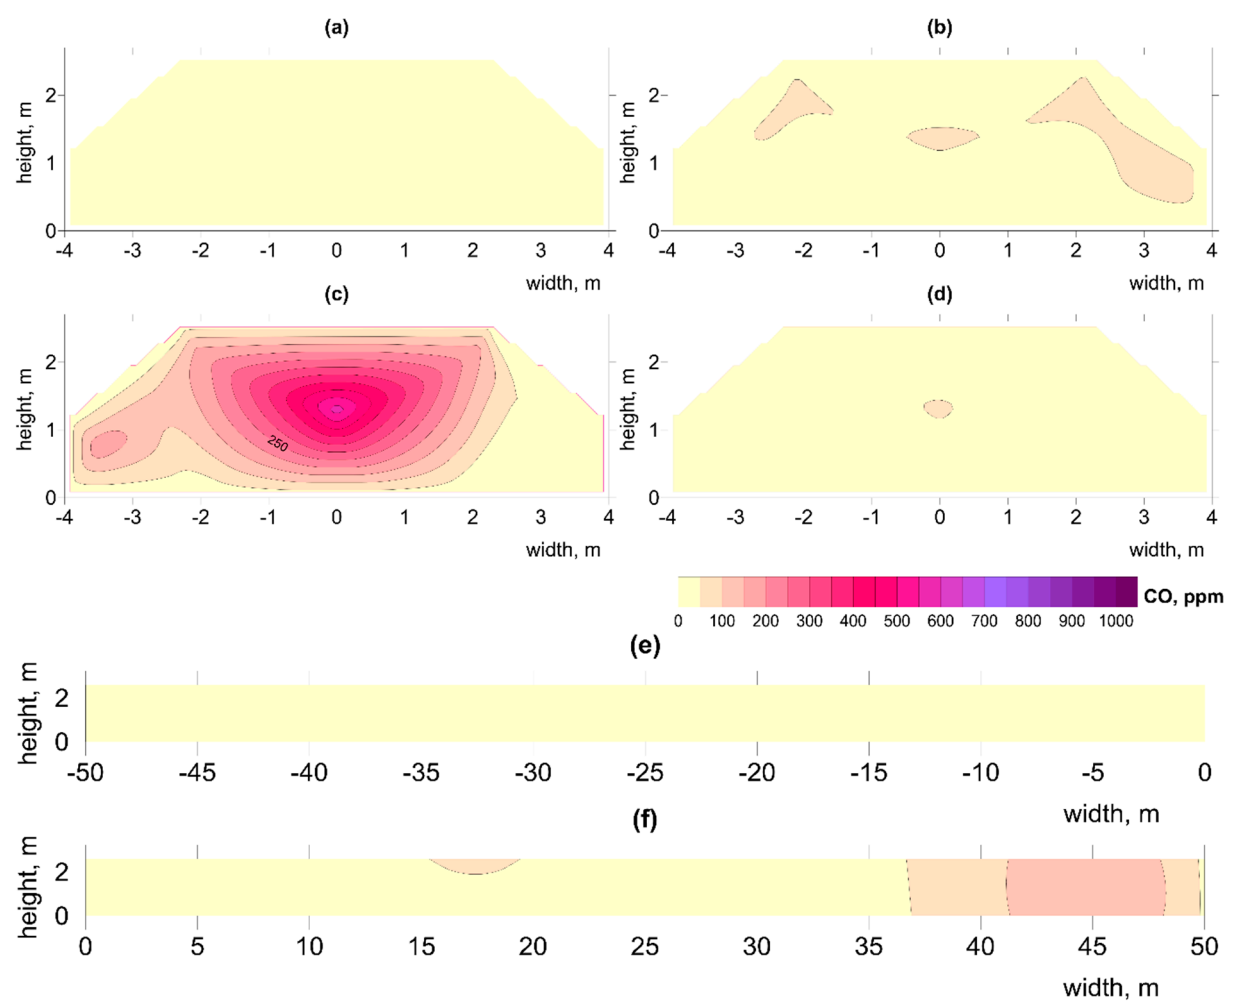 (a)
height, m
2
1
0
-4 -3 -2 -1 0 1 2 3 4
width, m
(b)
height, m
2
1
0
-4 -3 -2 -1 0 1 2 3 4
width, m
(c)
height, m
2
1
0
250
-4 -3 -2 -1 0 1 2 3 4
width, m
(d)
height, m
2
1
0
-4 -3 -2 -1 0 1 2 3 4
width, m
CO, ppm
0 100 200 300 400 500 600 700 800 900 1000
(e)
height, m
2
0
-50 -45 -40 -35 -30 -25 -20 -15 -10 -5 0
width, m
(f)
height, m
2
0
0 5 10 15 20 25 30 35 40 45 50
width, m